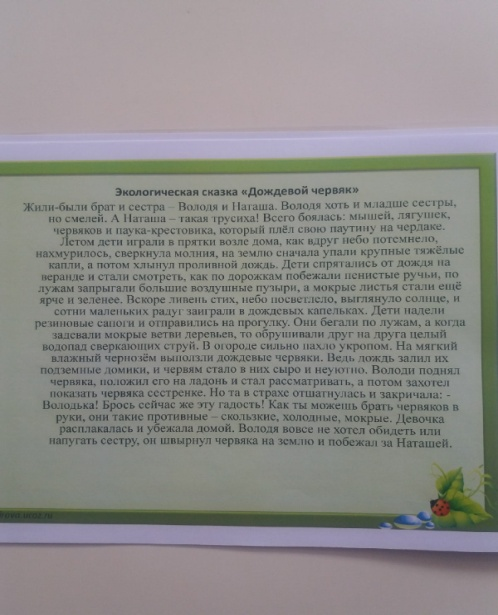 Экологическая сказка «Дождевой червяк»
Жили-были брат и сестра – Володя и Наташа. Володя хоть и младше сестры,
но смелей. А Наташа – такая трусиха! Всего боялась: мышей, лягушек,
червяков и паука-крестовика, который плёл свою паутину на чердаке.
Летом дети играли в прятки возле дома, как вдруг небо потемнело,
нахмурилось, сверкнула молния, на землю сначала упали крупные тяжёлые
капли, а потом хлынул проливной дождь. Дети спрятались от дождя на
веранде и стали смотреть, как по дорожкам побежали пенистые ручьи, по
лужам запрыгали большие воздушные пузыри, а мокрые листья стали ещё
ярче и зеленее. Вскоре ливень стих, небо посветлело, выглянуло солнце, и
сотни маленьких радуг заиграли в дождевых капельках. Дети надели
резиновые сапоги и отправились на прогулку. Они бегали по лужам, а когда
задевали мокрые ветви деревьев, то обрушивали друг на друга целый
водопад сверкающих струй. В огороде сильно пахло укропом. На мягкий
влажный чернозём выползли дождевые червяки. Ведь дождь залил их
подземные домики, и червям стало в них сыро и неуютно. Володя поднял
червяка, положил его на ладонь и стал рассматривать, а потом захотел
показать червяка сестренке. Но та в страхе отшатнулась и закричала: -
Володька! Брось сейчас же эту гадость! Как ты можешь брать червяков в
руки, они такие противные – скользкие, холодные, мокрые. Девочка
расплакалась и убежала домой. Володя вовсе не хотел обидеть или
напугать сестру, он швырнул червяка на землю и побежал за Наташей.